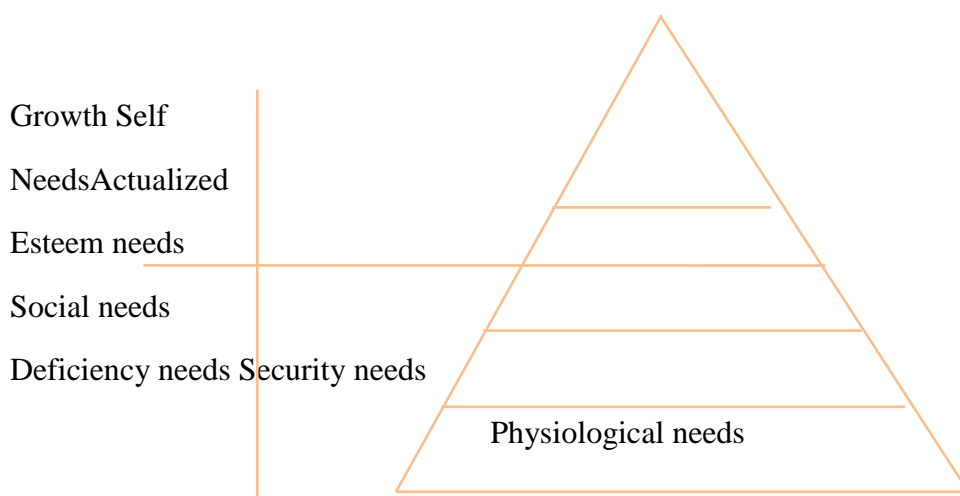 Growth Self
NeedsActualized
Esteem needs
Social needs
Deficiency needs Security needs
Physiological needs